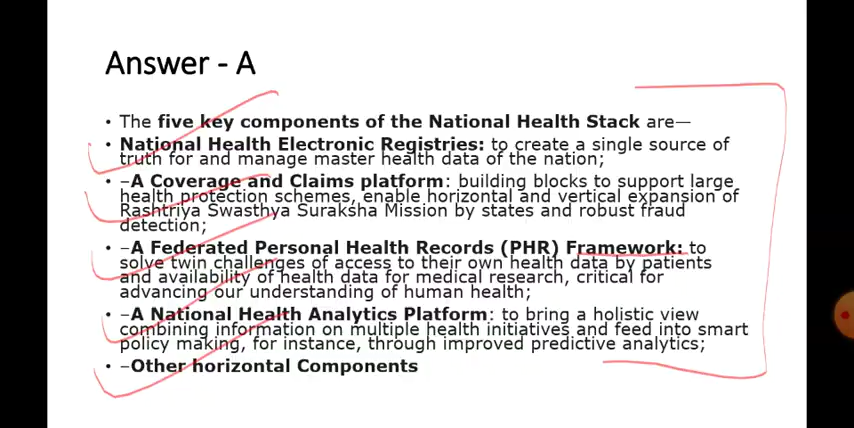 Answer - A
• The five key components of the National Health Stack are—
• National Health Electronic Registries: to create a single source of
truth for and manage master health data of the nation;
• –A Coverage and Claims platform: building blocks to support large
health protection schemes, enable horizontal and vertical expansion of
Rashtriya Swasthya Suraksha Mission by states and robust fraud
detection;
• –A Federated Personal Health Records (PHR) Framework: to
solve twin challenges of access to their own health data by patients
and availability of health data for medical research, critical for
advancing our understanding of human health;
• –A National Health Analytics Platform: to bring a holistic view
combining information on multiple health initiatives and feed into smart
policy making, for instance, through improved predictive analytics;
• –Other horizontal Components